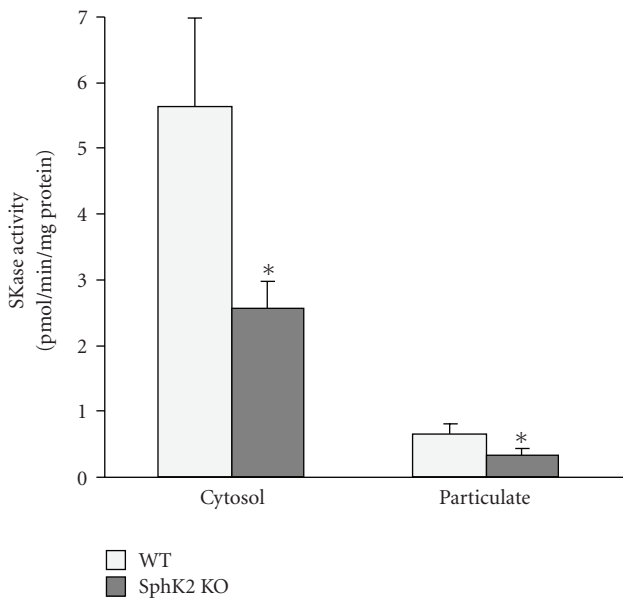 7
6
5
4
3
2
1
0
SKase activity
(pmol/min/mg protein)
*
*
Cytosol
Particulate
WT
SphK2 KO